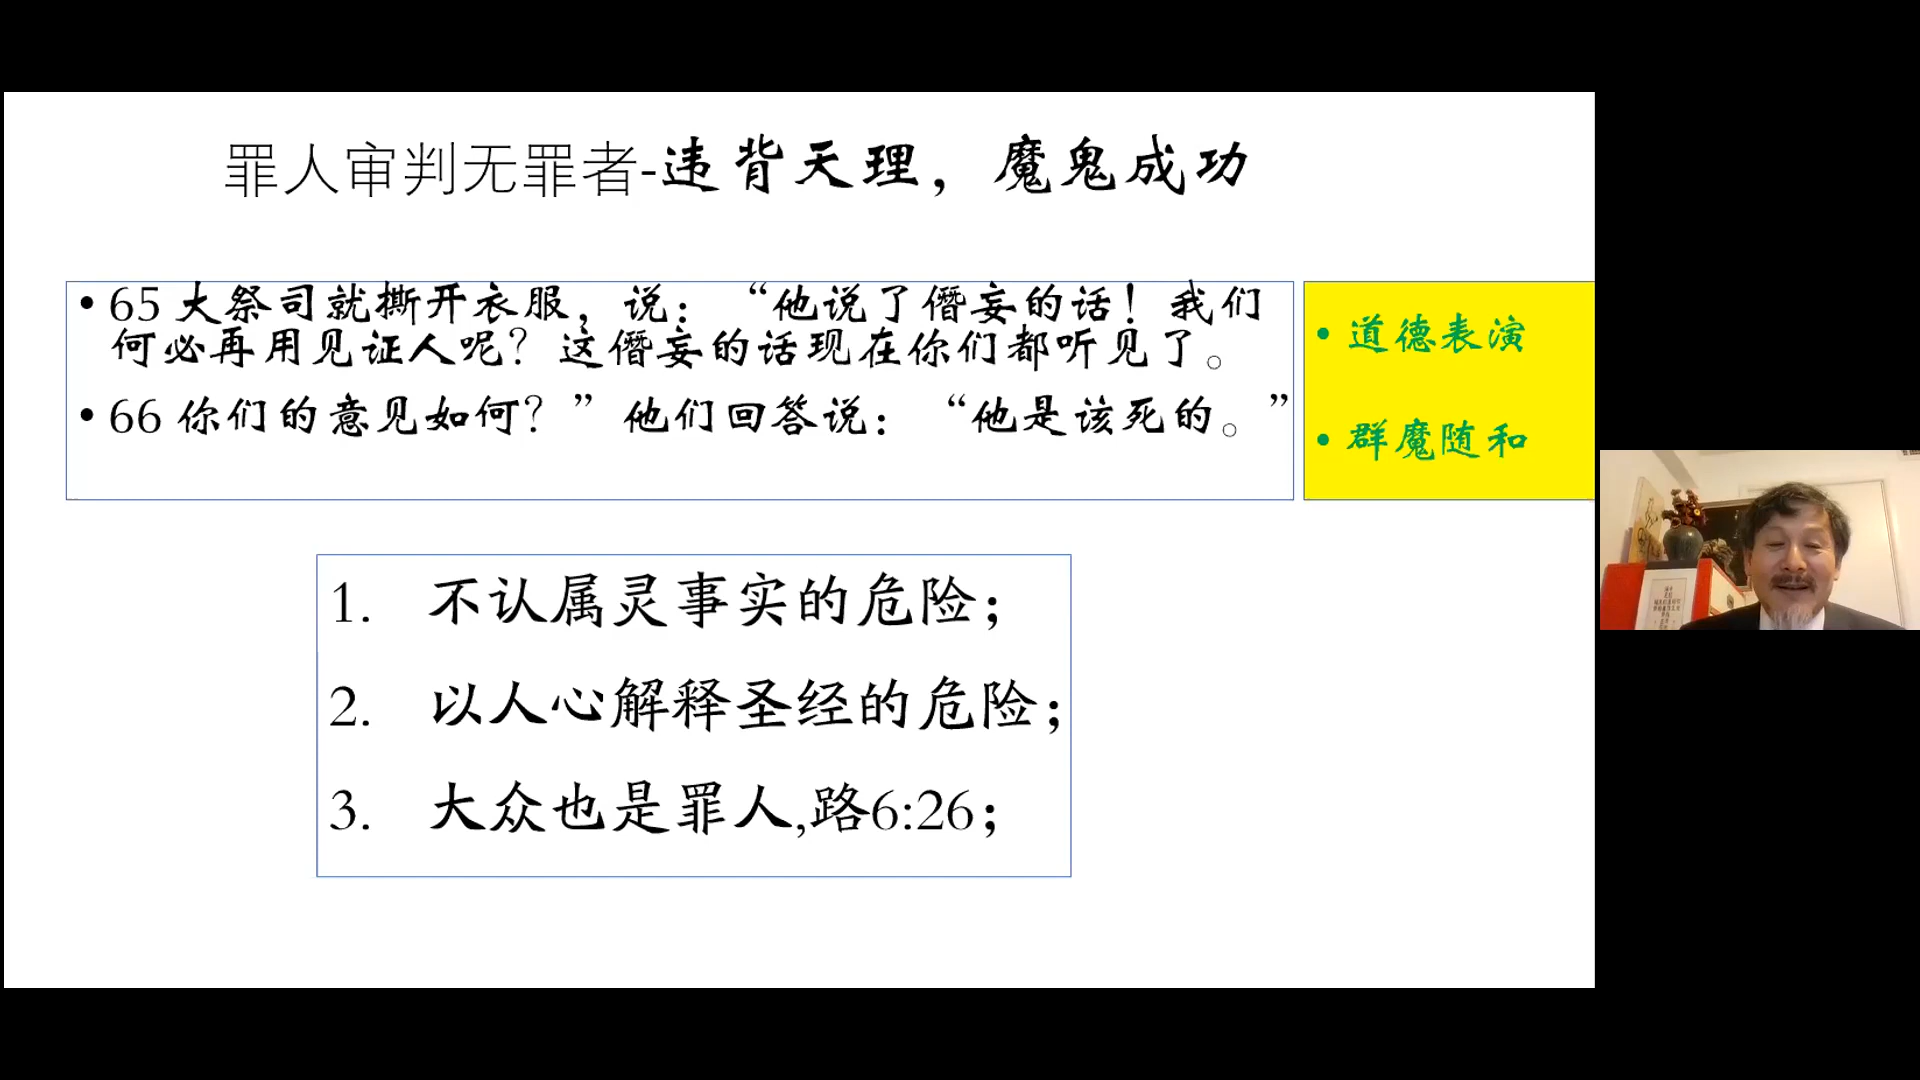 罪人审判无罪者-违背天理，魔鬼成功
• 65 大祭司就撕开衣服，说：“他说了僭妄的话！我们
何必再用见证人呢？这僭妄的话现在你们都听见了。
• 66 你们的意见如何？”他们回答说：“他是该死的。”
• 道德表演
• 群魔随和
1. 不认属灵事实的危险；
2. 以人心解释圣经的危险；
3. 大众也是罪人,路6:26；